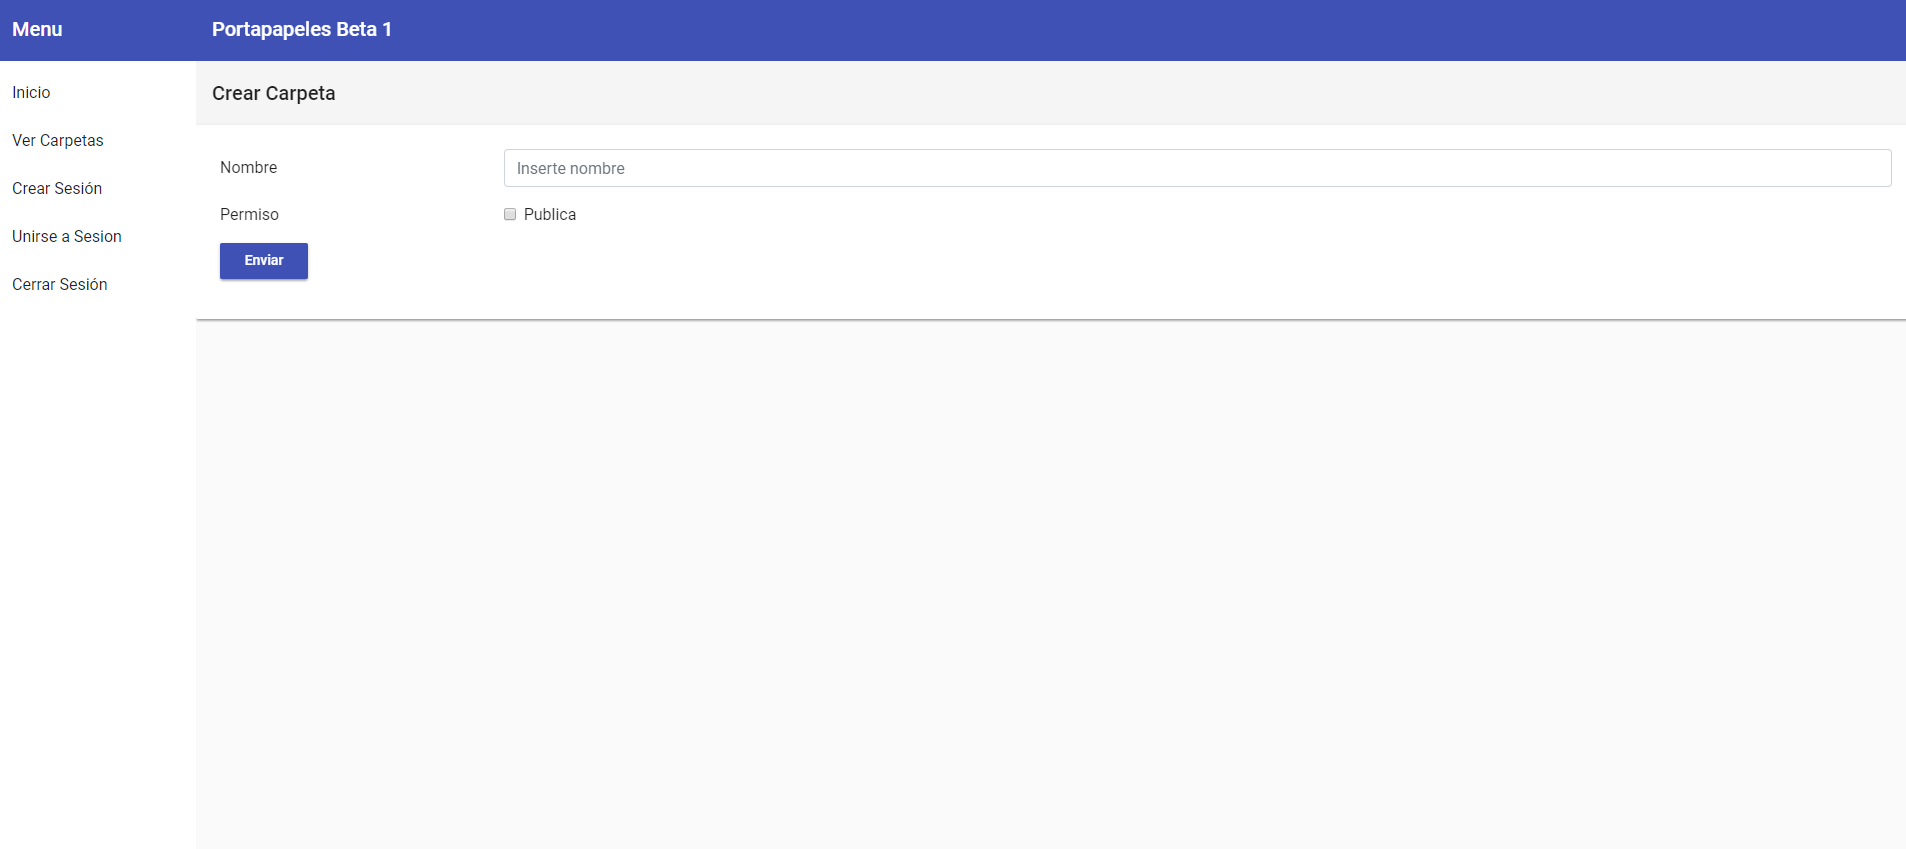 Menu
Portapapeles Beta 1
Inicio
Ver Carpetas
Crear Sesión
Unirse a Sesion
Cerrar Sesión
Crear Carpeta
Nombre
Inserte nombre
Permiso
Publica
Enviar